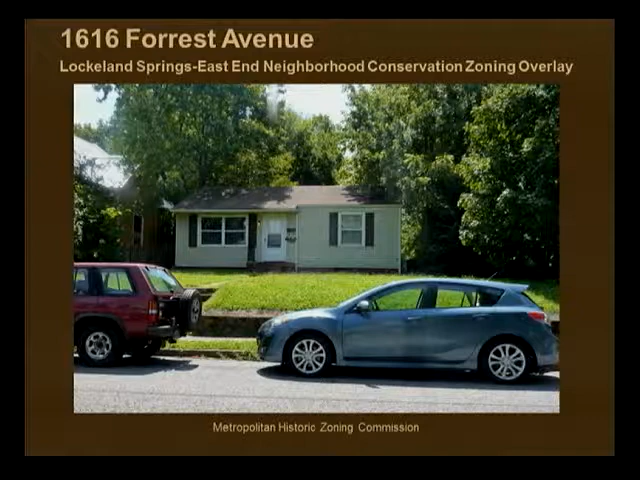 1616 Forrest Avenue
Lockeland Springs-East End Neighborhood Conservation Zoning Overlay
Metropolitan Historic Zoning Commission